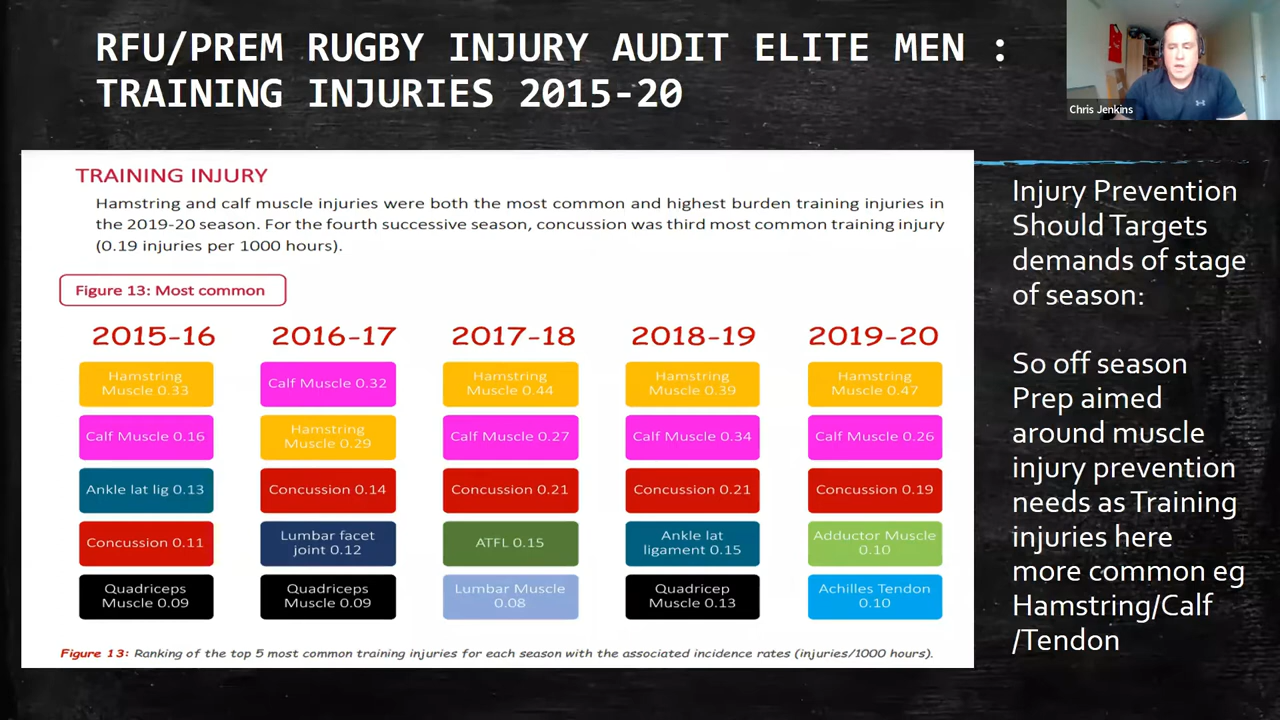 RFU/PREM RUGBY INJURY AUDIT ELITE MEN :
TRAINING INJURIES 2015-20
Chris Jenkins
TRAINING INJURY
Hamstring and calf muscle injuries were both the most common and highest burden training injuries in
the 2019-20 season. For the fourth successive season, concussion was third most common training injury
(0.19 injuries per 1000 hours).
Figure 13: Most common
2015-16
2016-17
2017-18
2018-19
2019-20
Hamstring
Muscle 0.33
Calf Muscle 0.32
Hamstring
Muscle 0.44
Hamstring
Muscle 0.39
Hamstring
Muscle 0.47
Calf Muscle 0.16
Hamstring
Muscle 0.29
Calf Muscle 0.27
Calf Muscle 0.34
Calf Muscle 0.26
Ankle lat lig 0.13
Concussion 0.14
Concussion 0.21
Concussion 0.21
Concussion 0.19
Concussion 0.11
Lumbar facet
joint 0.12
ATFL 0.15
Ankle lat
ligament 0.15
Adductor Muscle
0.10
Quadriceps
Muscle 0.09
Quadriceps
Muscle 0.09
Lumbar Muscle
0.08
Quadricep
Muscle 0.13
Achilles Tendon
0.10
Figure 13: Ranking of the top 5 most common training injuries for each season with the associated incidence rates (injuries/1000 hours).
Injury Prevention
Should Targets
demands of stage
of season:
So off season
Prep aimed
around muscle
injury prevention
needs as Training
injuries here
more common eg
Hamstring/Calf
/Tendon